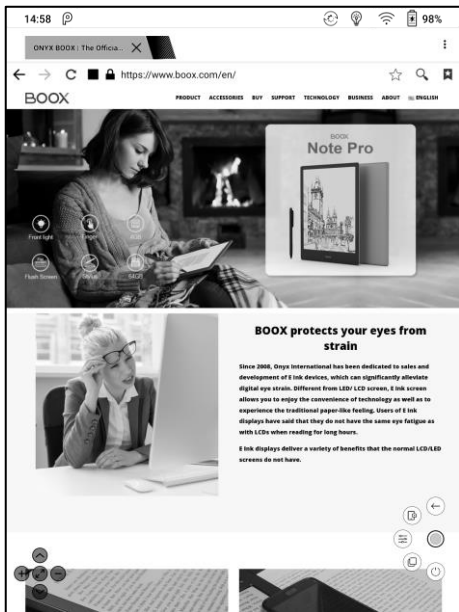 14:58
98%
ONYX BOOX : The Officia..
https://www.boox.com/en/
BOOX
PRODUCT ACCESSORIES BUY SUPPORT TECHNOLOGY BUSINESS ABOUT ENGLISH
BOOX
Note Pro
Front light Finger 4GB
Flush Screen Stylus 64GB
BOOX protects your eyes from
strain
Since 2008, Onyx International has been dedicated to sales and
development of E Ink devices, which can significantly alleviate
digital eye strain. Different from LED/ LCD screen, E Ink screen
allows you to enjoy the convenience of technology as well as to
experience the traditional paper-like feeling. Users of E Ink
displays have said that they do not have the same eye fatigue as
with LCDs when reading for long hours.
E Ink displays deliver a variety of benefits that the normal LCD/LED
screens do not have.